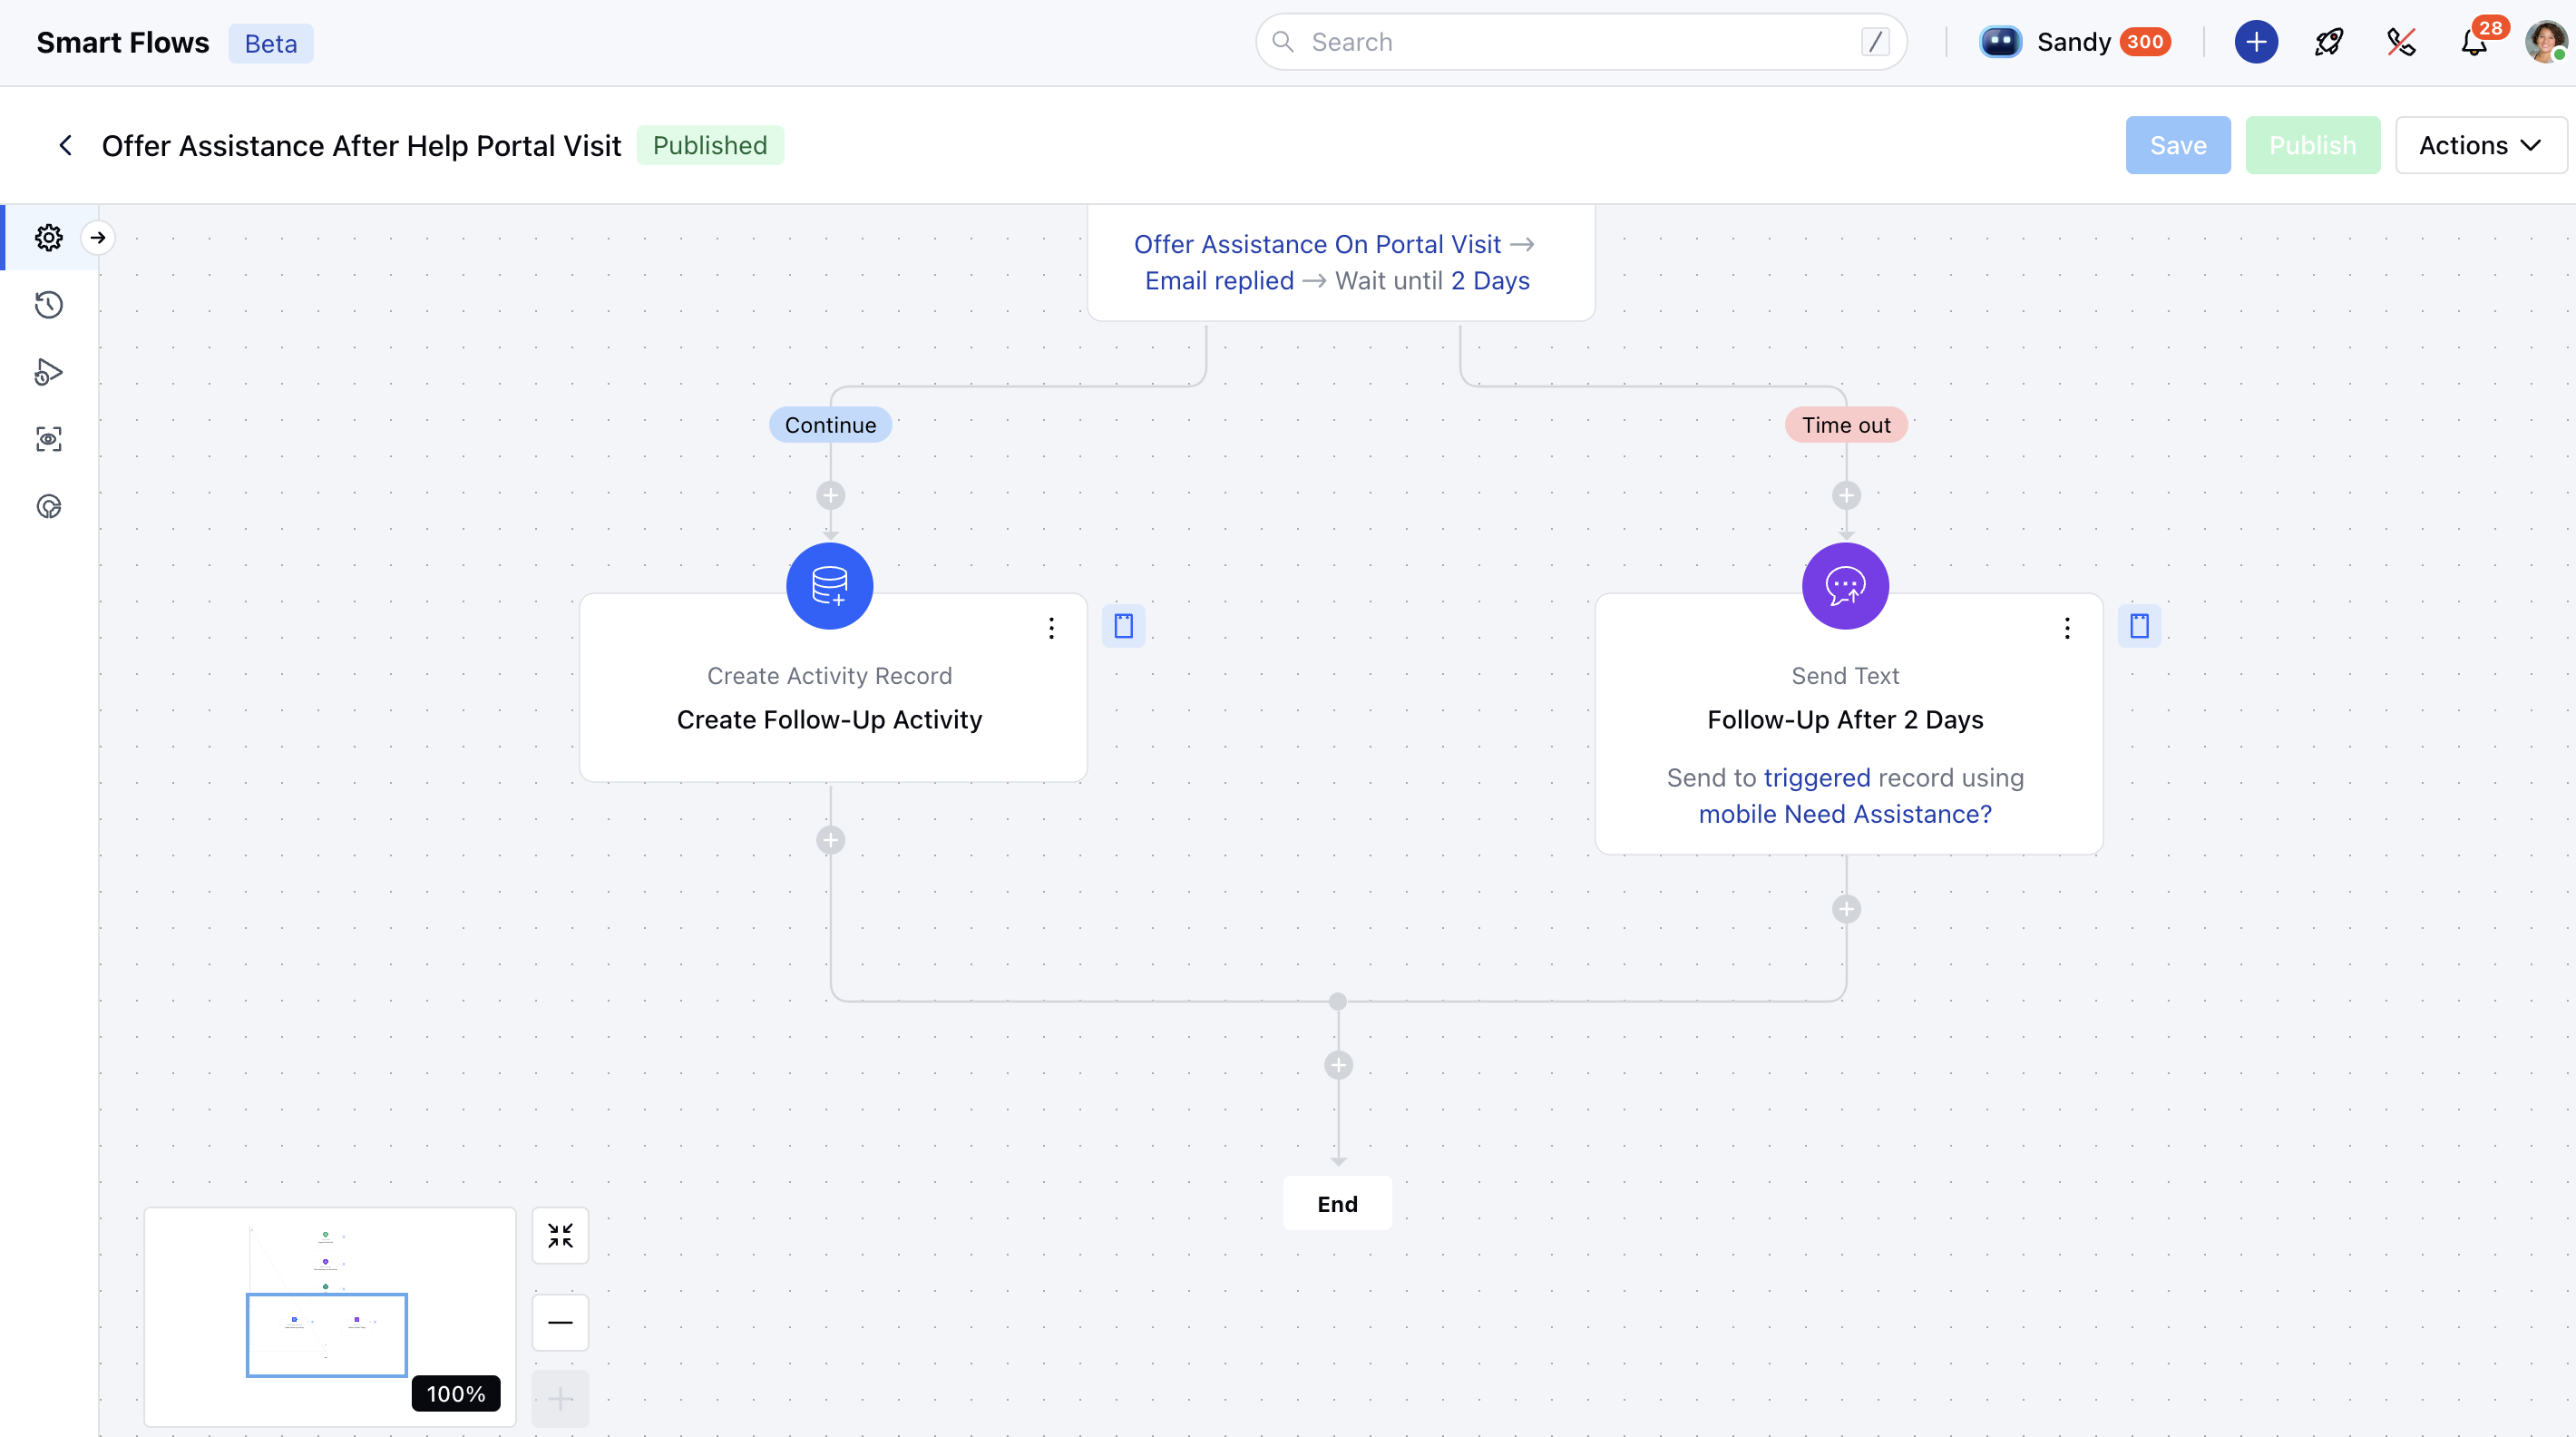 Smart Flows Beta
Search /
Sandy 300
28
Offer Assistance After Help Portal Visit Published
Save Publish Actions
Offer Assistance On Portal Visit →
Email replied → Wait until 2 Days
Continue
Time out
Create Activity Record
Create Follow-Up Activity
Send Text
Follow-Up After 2 Days
Send to triggered record using
mobile Need Assistance?
End
100%